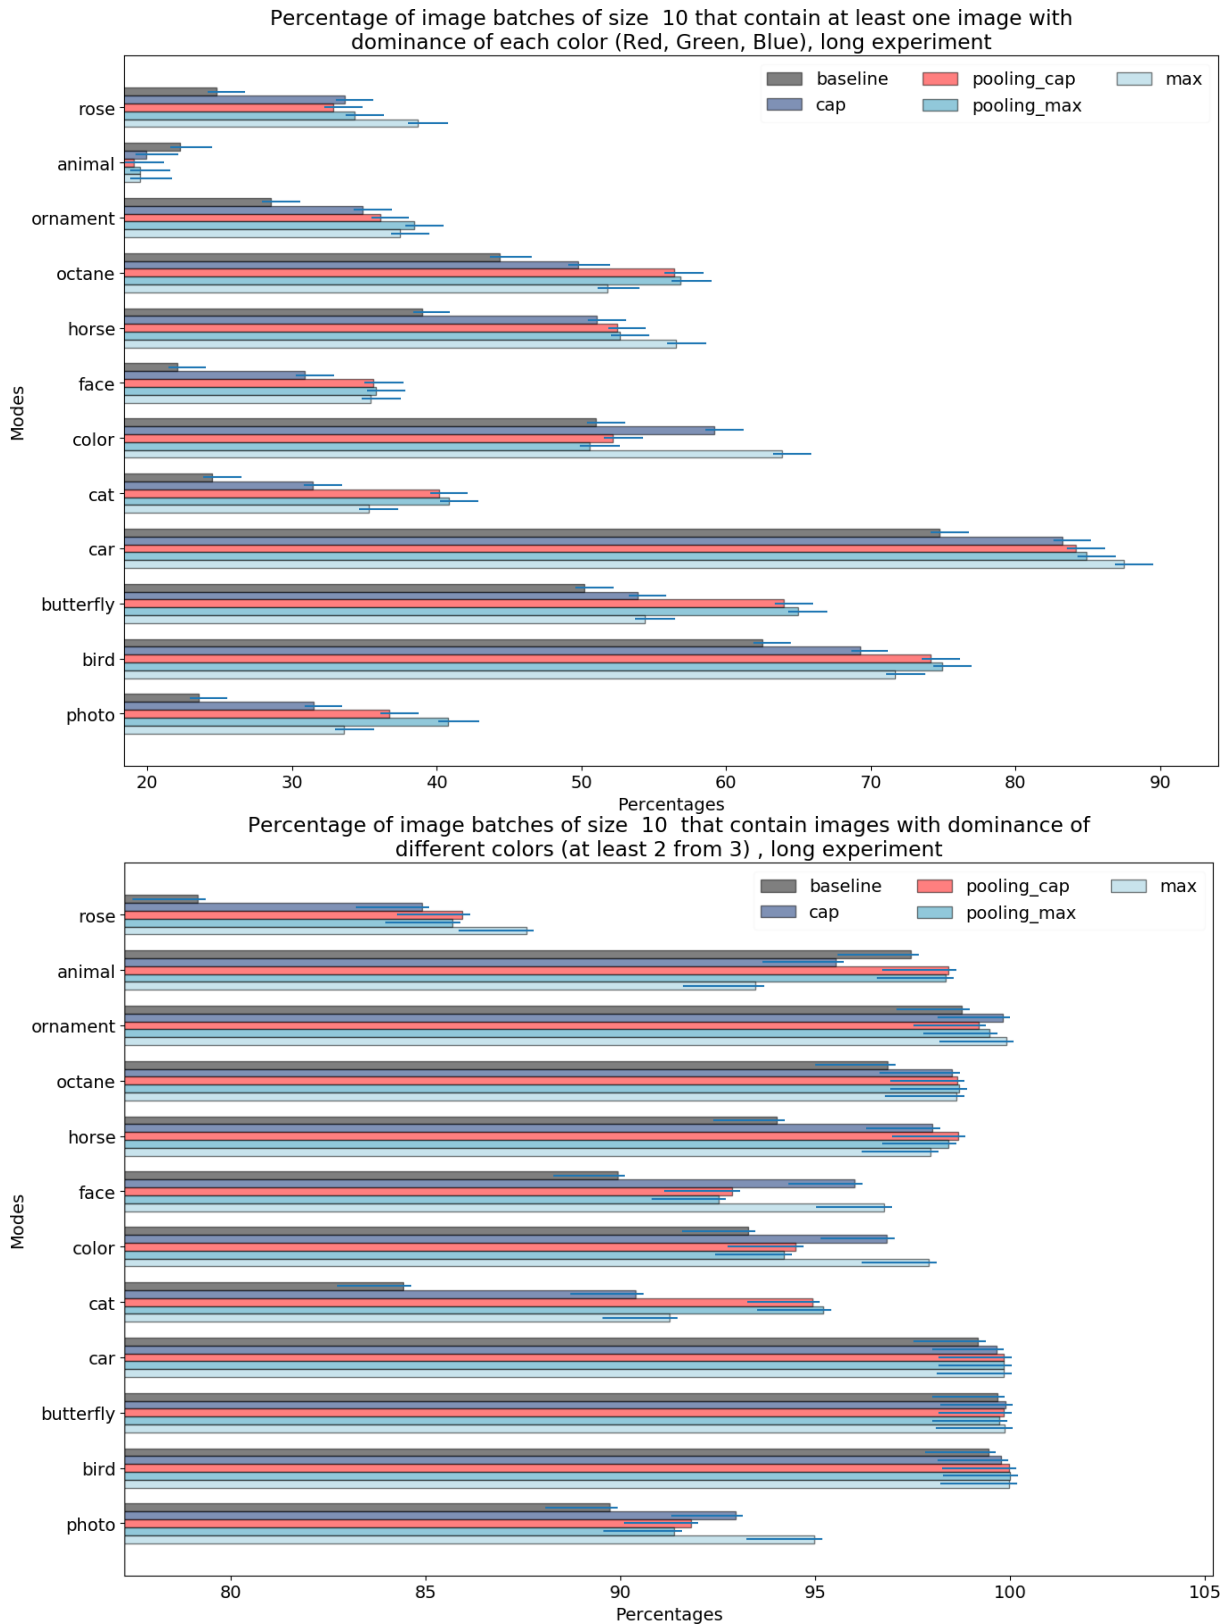 Percentage of image batches of size  10 that contain at least one image with
dominance of each color (Red, Green, Blue), long experiment
baseline
cap
pooling_cap
pooling_max
max
Modes
rose
animal
ornament
octane
horse
face
color
cat
car
butterfly
bird
photo
20 30 40 50 60 70 80 90
Percentages
Percentage of image batches of size  10  that contain images with dominance of
different colors (at least 2 from 3) , long experiment
baseline
cap
pooling_cap
pooling_max
max
Modes
rose
animal
ornament
octane
horse
face
color
cat
car
butterfly
bird
photo
80 85 90 95 100 105
Percentages